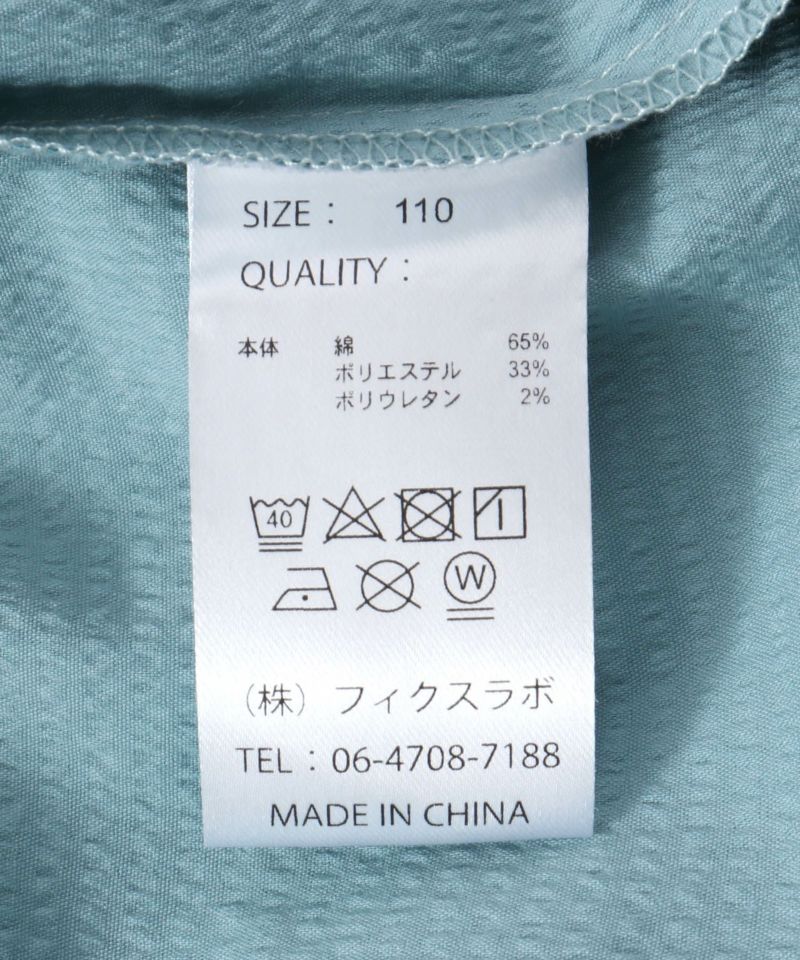 SIZE： 110
QUALITY：
本体 綿 65%
ポリエステル 33%
ポリウレタン 2%
40
W
（株）フィクスラボ
TEL：06-4708-7188
MADE IN CHINA